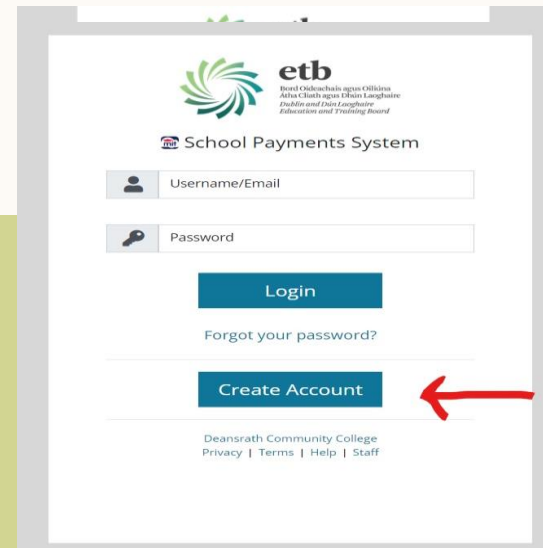 etb
Bord Oideachais agus Oiliúna
Átha Cliath agus Dhún Laoghaire
Dublin and Dún Laoghaire
Education and Training Board
School Payments System
Username/Email
Password
Login
Forgot your password?
Create Account
Deansrath Community College
Privacy | Terms | Help | Staff